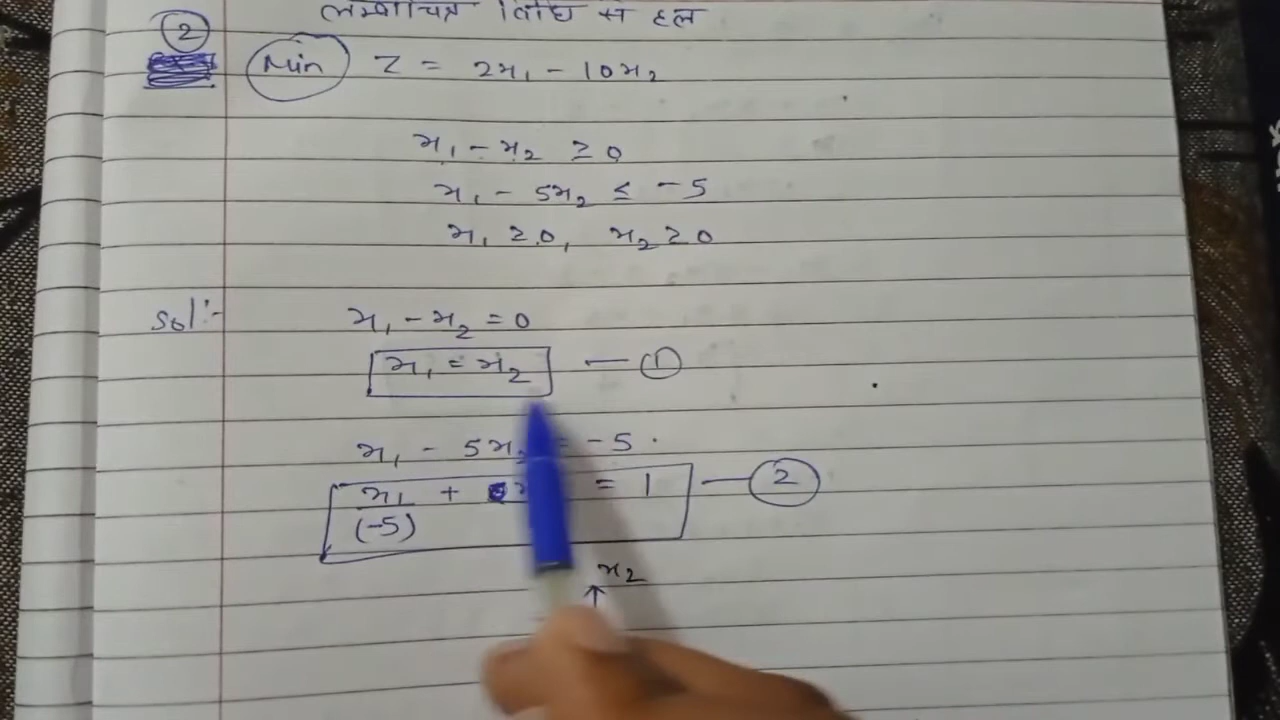 लेखाचित्र विधि से हल
2
Min Z = 2x₁ - 10x₂
x₁ - x₂ ≥ 0
x₁ - 5x₂ ≤ -5
x₁ ≥ 0, x₂ ≥ 0
Sol:-
x₁ - x₂ = 0
x₁ = x₂ — 1
x₁ - 5x₂ = -5
x₁/(-5) + x = 1 — 2
x₂